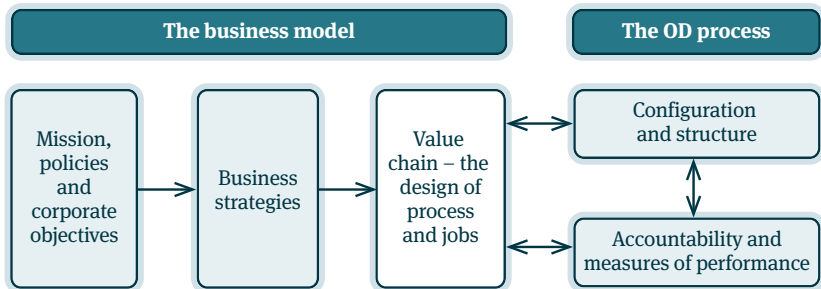 The business model
The OD process
Mission,
policies
and
corporate
objectives
Business
strategies
Value
chain – the
design of
process
and jobs
Configuration
and structure
Accountability and
measures of performance